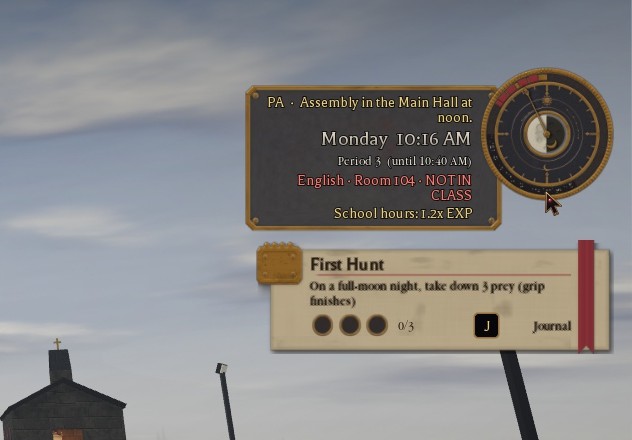 PA · Assembly in the Main Hall at
noon.
Monday 10:16 AM
Period 3 (until 10:40 AM)
English · Room 104 · NOT IN
CLASS
School hours: 1.2x EXP
First Hunt
On a full-moon night, take down 3 prey (grip
finishes)
0/3 J Journal